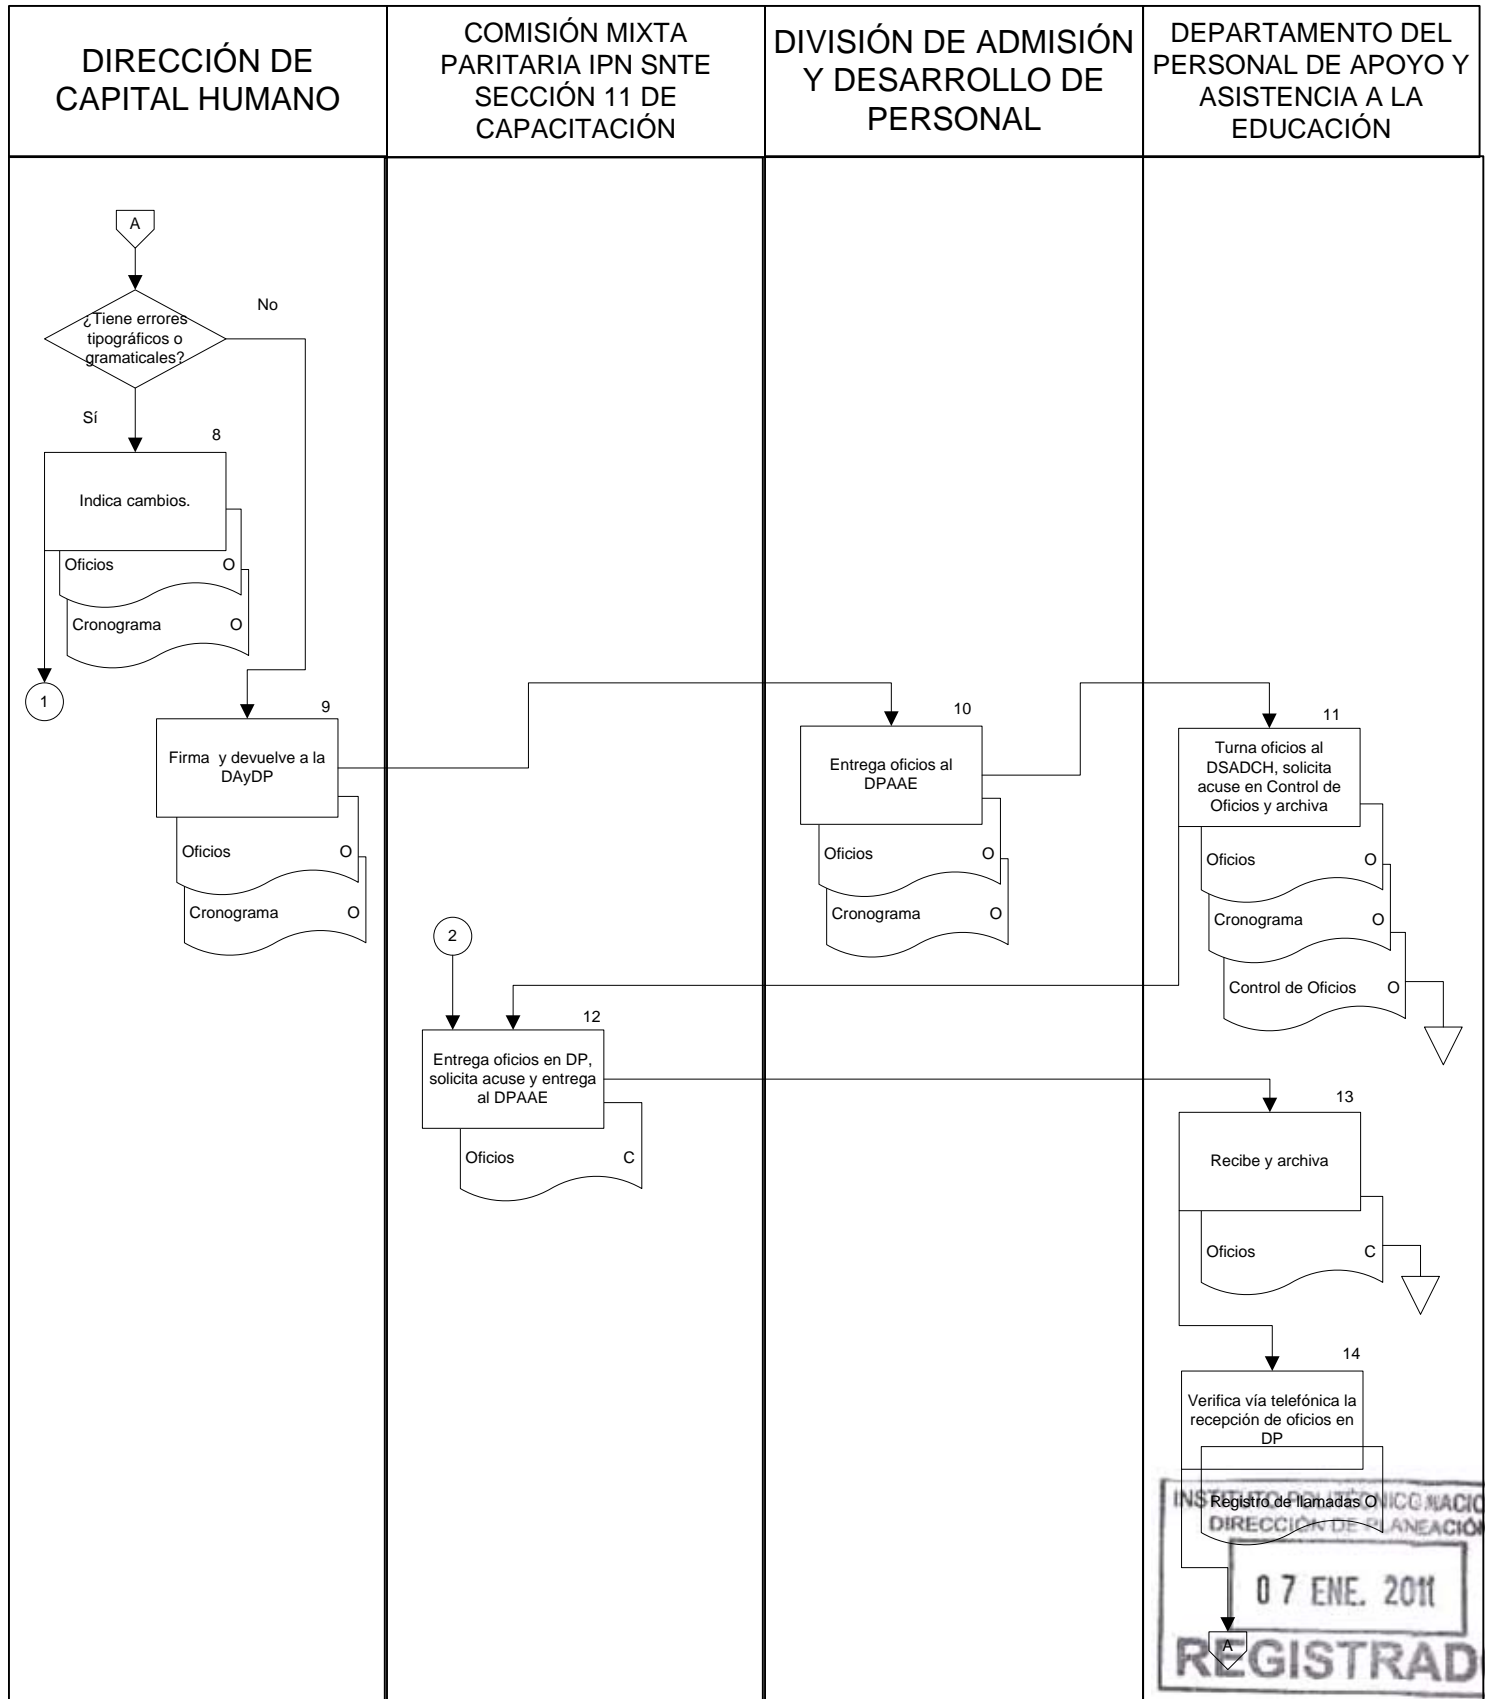 DIRECCIÓN DE
CAPITAL HUMANO
COMISIÓN MIXTA
PARITARIA IPN SNTE
SECCIÓN 11 DE
CAPACITACIÓN
DIVISIÓN DE ADMISIÓN
Y DESARROLLO DE
PERSONAL
DEPARTAMENTO DEL
PERSONAL DE APOYO Y
ASISTENCIA A LA
EDUCACIÓN
A
¿Tiene errores
tipográficos o
gramaticales?
No
Sí
8
Indica cambios.
Oficios O
Cronograma O
1
9
Firma y devuelve a la
DAyDP
Oficios O
Cronograma O
10
Entrega oficios al
DPAAE
Oficios O
Cronograma O
11
Turna oficios al
DSADCH, solicita
acuse en Control de
Oficios y archiva
Oficios O
Cronograma O
Control de Oficios O
2
12
Entrega oficios en DP,
solicita acuse y entrega
al DPAAE
Oficios C
13
Recibe y archiva
Oficios C
14
Verifica vía telefónica la
recepción de oficios en
DP
Registro de llamadas O
INSTITUTO POLITÉCNICO NACIO
DIRECCIÓN DE PLANEACIÓN
07 ENE. 2011
A
REGISTRAD